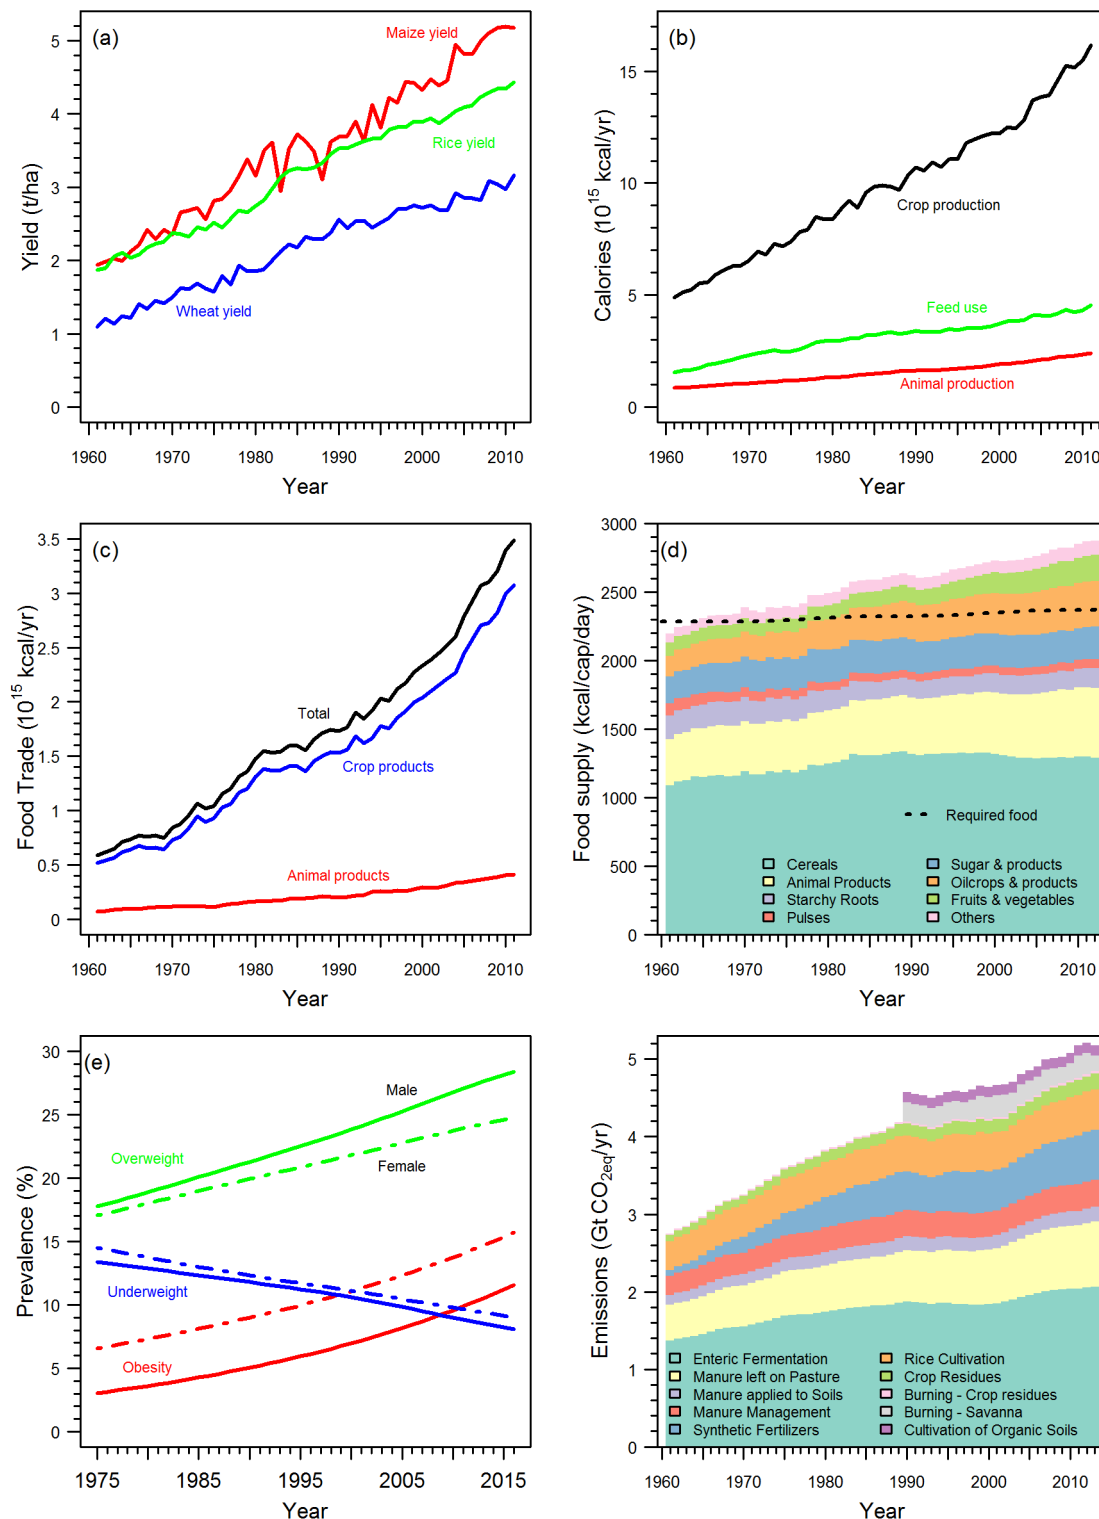 (a)
Maize yield
Rice yield
Wheat yield
Yield (t/ha)
0
1
2
3
4
5
1960
1970
1980
1990
2000
2010
Year
(b)
Crop production
Feed use
Animal production
Calories (10^15 kcal/yr)
0
5
10
15
1960
1970
1980
1990
2000
2010
Year
(c)
Total
Crop products
Animal products
Food Trade (10^15 kcal/yr)
0
0.5
1
1.5
2
2.5
3
3.5
1960
1970
1980
1990
2000
2010
Year
(d)
Required food
Cereals
Animal Products
Starchy Roots
Pulses
Sugar & products
Oilcrops & products
Fruits & vegetables
Others
Food supply (kcal/cap/day)
0
500
1000
1500
2000
2500
3000
1960
1970
1980
1990
2000
2010
Year
(e)
Male
Female
Overweight
Underweight
Obesity
Prevalence (%)
0
5
10
15
20
25
30
1975
1985
1995
2005
2015
Year
Enteric Fermentation
Manure left on Pasture
Manure applied to Soils
Manure Management
Synthetic Fertilizers
Rice Cultivation
Crop Residues
Burning - Crop residues
Burning - Savanna
Cultivation of Organic Soils
Emissions (Gt CO2eq/yr)
0
1
2
3
4
5
1960
1970
1980
1990
2000
2010
Year